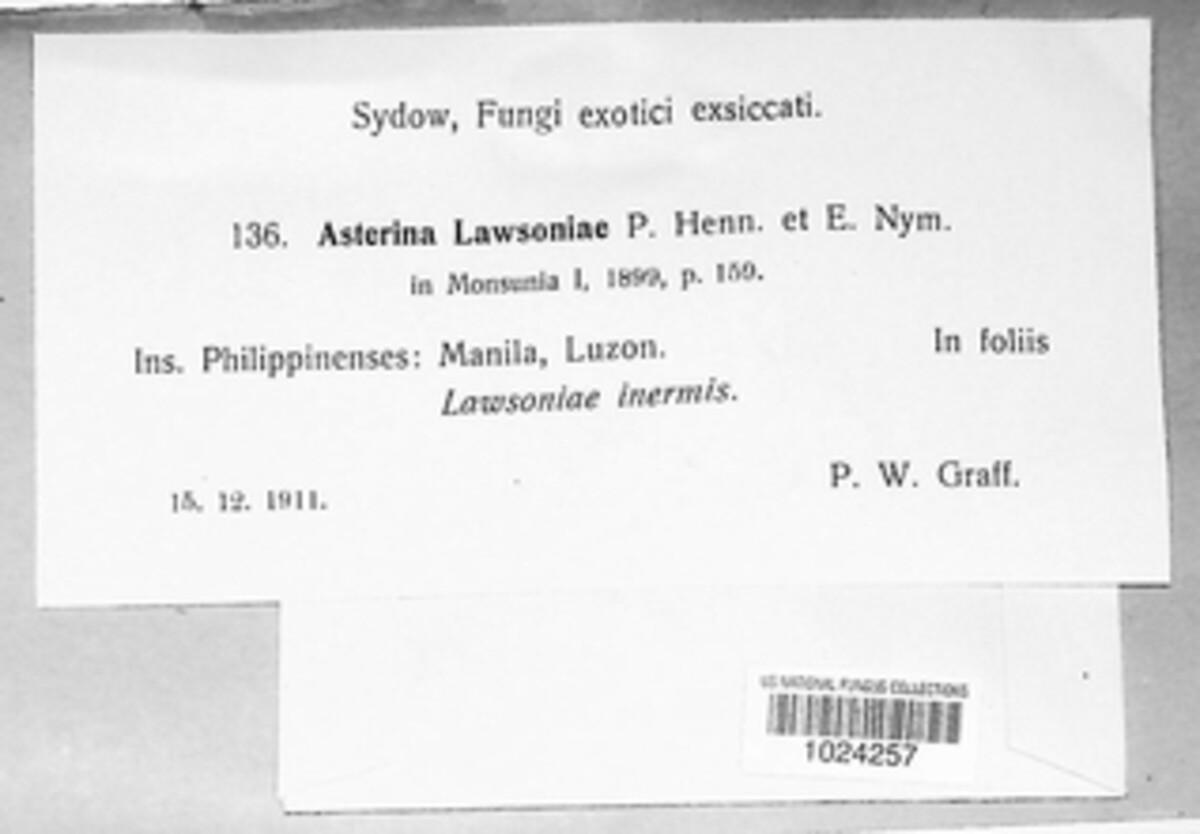 Sydow, Fungi exotici exsiccati.
136. Asterina Lawsoniae P. Henn. et E. Nym.
in Monsunia I, 1899, p. 159.
Ins. Philippinenses: Manila, Luzon. In foliis
Lawsoniae inermis.
P. W. Graff.
15. 12. 1911.
US NATIONAL FUNGUS COLLECTIONS
1024257